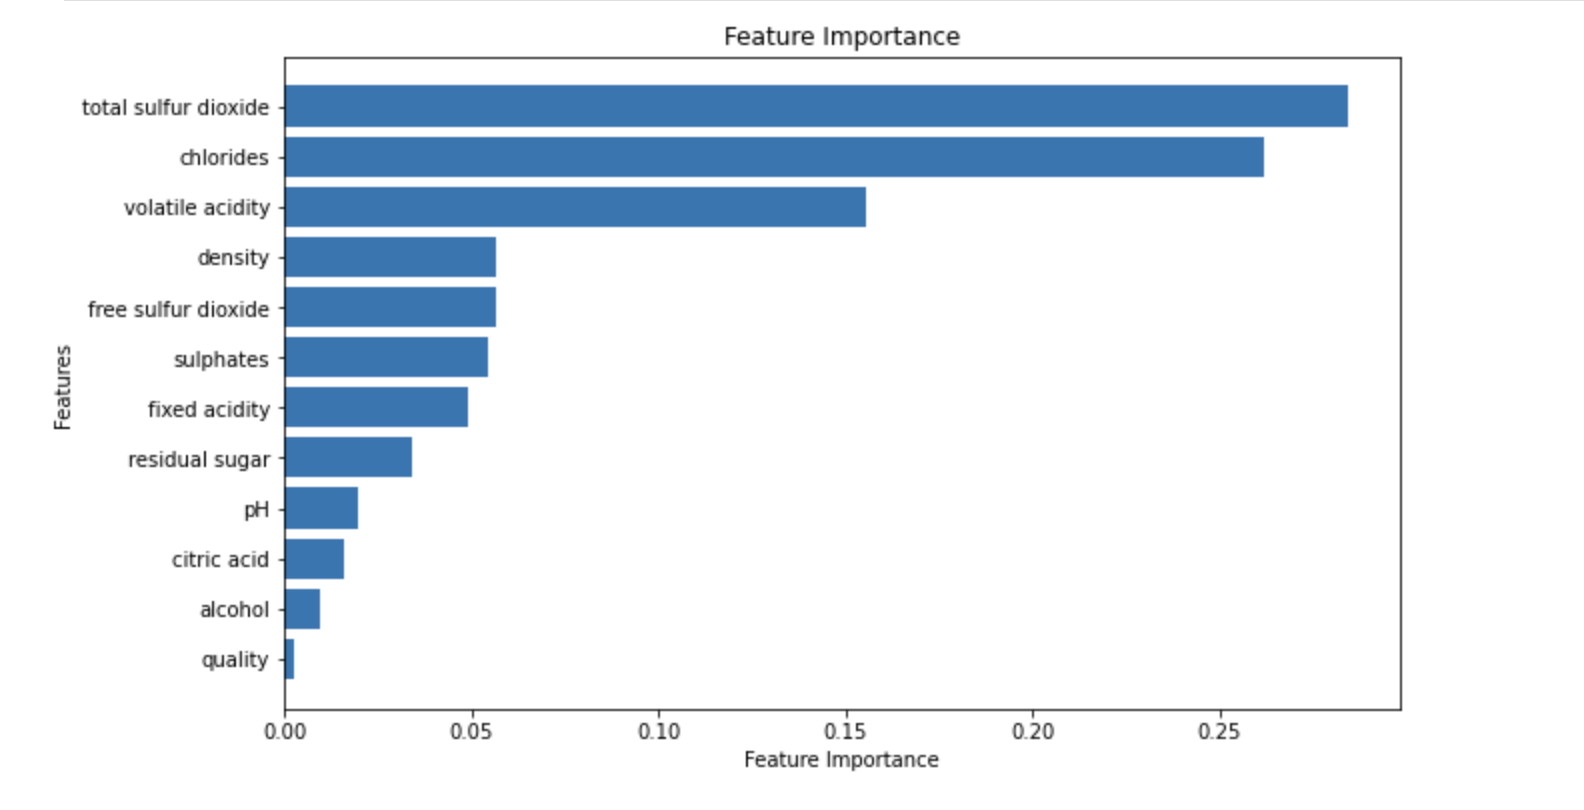 Feature Importance
total sulfur dioxide
chlorides
volatile acidity
density
free sulfur dioxide
sulphates
fixed acidity
residual sugar
pH
citric acid
alcohol
quality
Features
0.00 0.05 0.10 0.15 0.20 0.25
Feature Importance